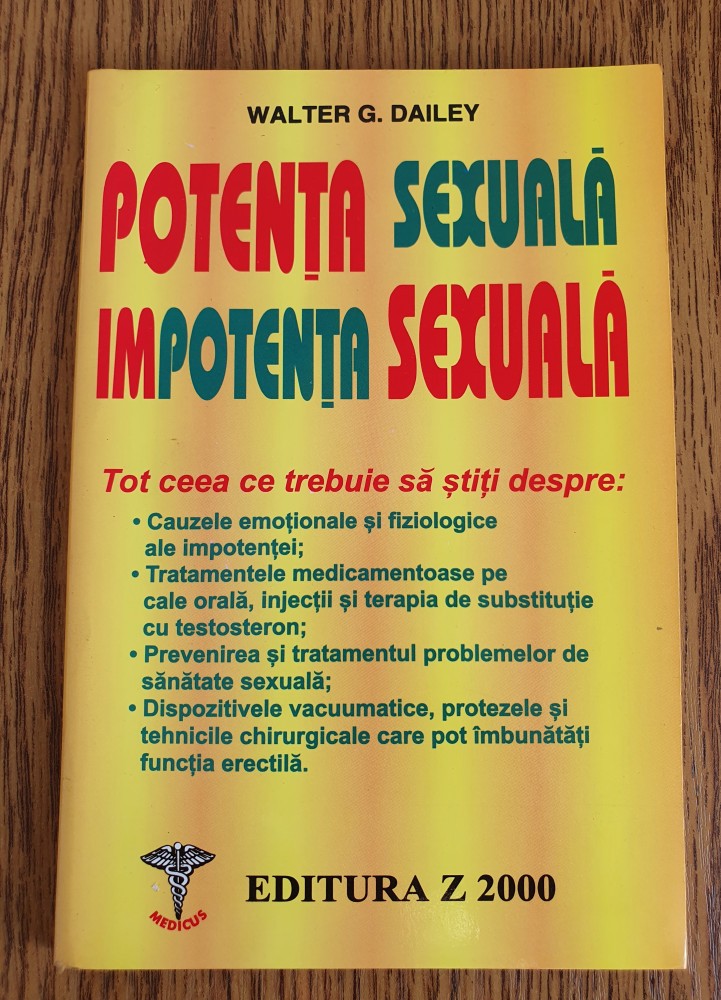 WALTER G. DAILEY
POTENȚA SEXUALĂ
IMPOTENȚA SEXUALĂ
Tot ceea ce trebuie să știți despre:
• Cauzele emoționale și fiziologice
ale impotenței;
• Tratamentele medicamentoase pe
cale orală, injecții și terapia de substituție
cu testosteron;
• Prevenirea și tratamentul problemelor de
sănătate sexuală;
• Dispozitivele vacuumatice, protezele și
tehnicile chirurgicale care pot îmbunătăți
funcția erectilă.
MEDICUS
EDITURA Z 2000